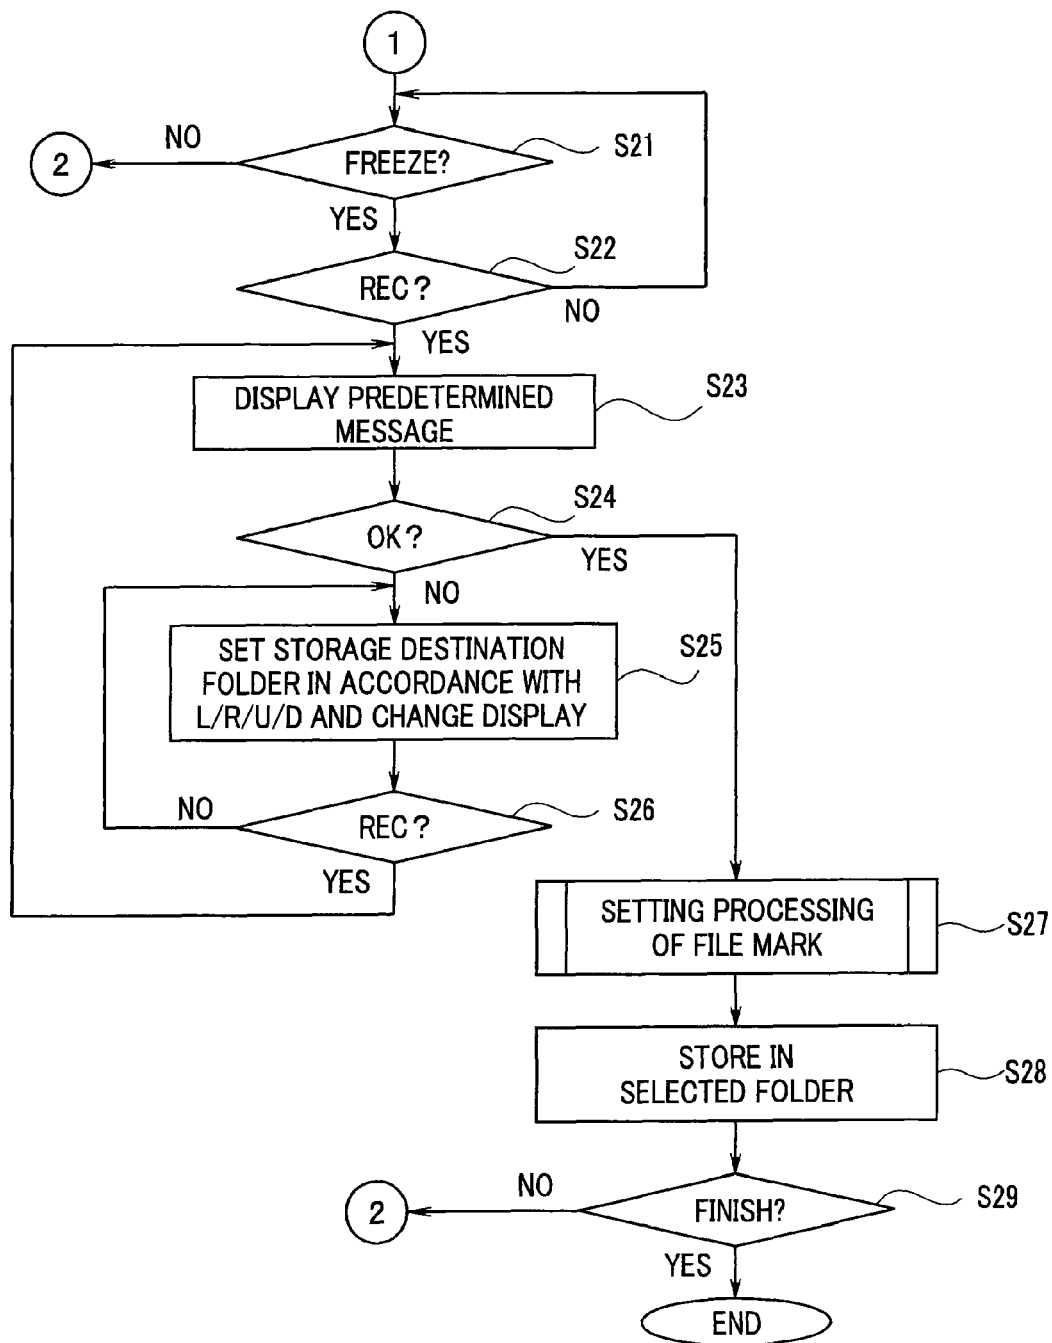 1
NO
2
FREEZE?
S21
YES
S22
REC?
NO
YES
DISPLAY PREDETERMINED
MESSAGE
S23
S24
OK?
YES
NO
SET STORAGE DESTINATION
FOLDER IN ACCORDANCE WITH
L/R/U/D AND CHANGE DISPLAY
S25
NO
REC?
S26
YES
SETTING PROCESSING
OF FILE MARK
S27
STORE IN
SELECTED FOLDER
S28
NO
2
FINISH?
S29
YES
END